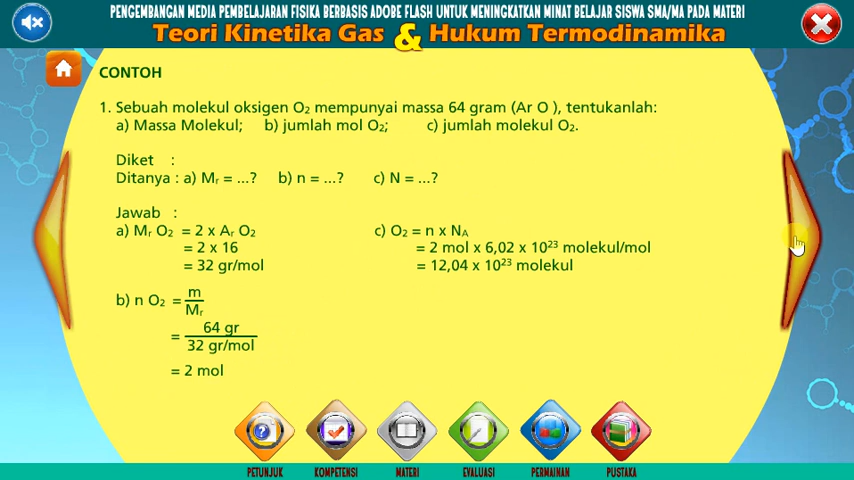 PENGEMBANGAN MEDIA PEMBELAJARAN FISIKA BERBASIS ADOBE FLASH UNTUK MENINGKATKAN MINAT BELAJAR SISWA SMA/MA PADA MATERI
Teori Kinetika Gas & Hukum Termodinamika
CONTOH
1. Sebuah molekul oksigen O₂ mempunyai massa 64 gram (Ar O ), tentukanlah:
a) Massa Molekul; b) jumlah mol O₂; c) jumlah molekul O₂.
Diket :
Ditanya : a) Mᵣ = ...? b) n = ...? c) N = ...?
Jawab :
a) Mᵣ O₂ = 2 x Aᵣ O₂
= 2 x 16
= 32 gr/mol
b) n O₂ = m / Mᵣ
= 64 gr / 32 gr/mol
= 2 mol
c) O₂ = n x Nᴀ
= 2 mol x 6,02 x 10²³ molekul/mol
= 12,04 x 10²³ molekul
PETUNJUK KOMPETENSI MATERI EVALUASI PERMAINAN PUSTAKA